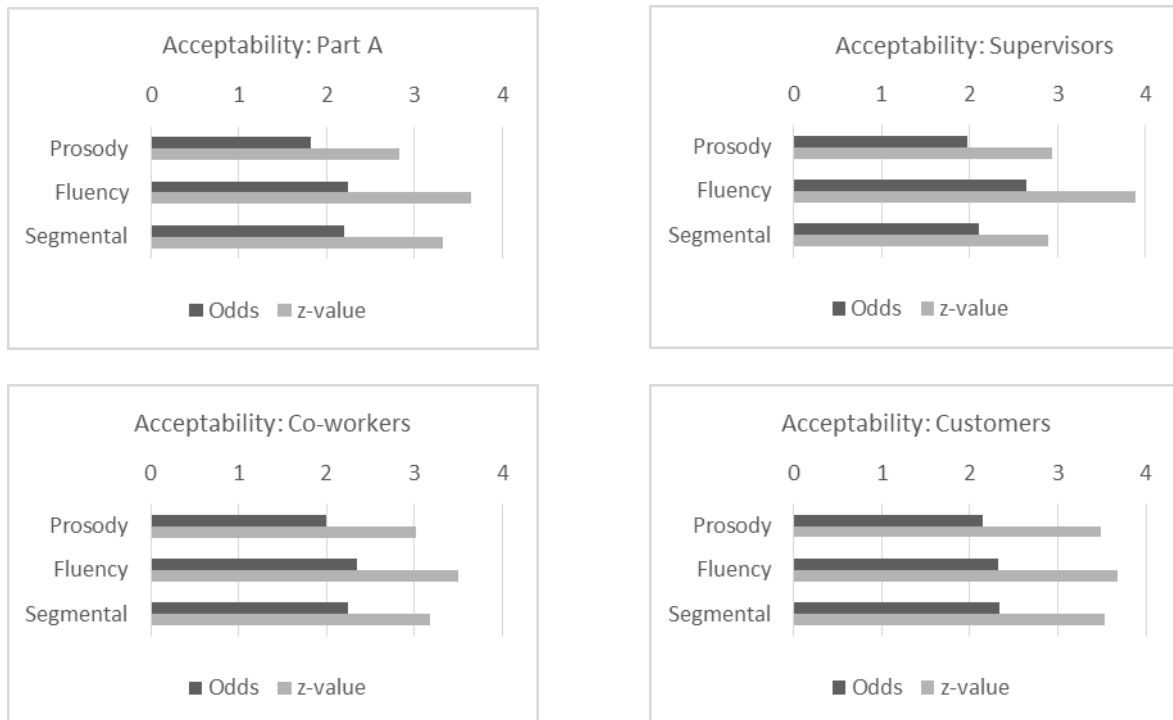 Acceptability: Part A
0 1 2 3 4
Prosody
Fluency
Segmental
Odds z-value
Acceptability: Supervisors
0 1 2 3 4
Prosody
Fluency
Segmental
Odds z-value
Acceptability: Co-workers
0 1 2 3 4
Prosody
Fluency
Segmental
Odds z-value
Acceptability: Customers
0 1 2 3 4
Prosody
Fluency
Segmental
Odds z-value